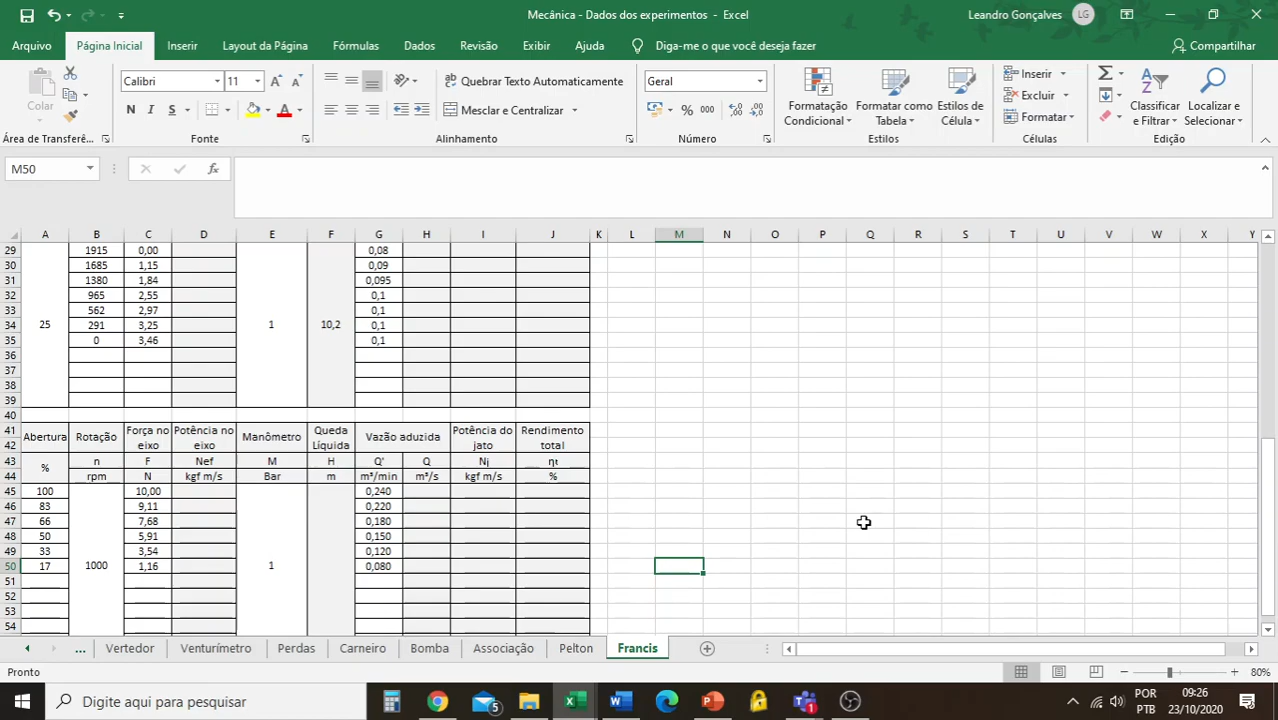 Mecânica - Dados dos experimentos - Excel
Leandro Gonçalves LG
Arquivo Página Inicial Inserir Layout da Página Fórmulas Dados Revisão Exibir Ajuda Diga-me o que você deseja fazer Compartilhar
Colar
Calibri 11
N I S
Quebrar Texto Automaticamente
Mesclar e Centralizar
Geral
% 000
Formatação Condicional
Formatar como Tabela
Estilos de Célula
Inserir
Excluir
Formatar
Classificar e Filtrar
Localizar e Selecionar
Área de Transferê... Fonte Alinhamento Número Estilos Células Edição
M50 fx
A B C D E F G H I J K L M N O P Q R S T U V W X Y
29 1915 0,00 0,08
30 1685 1,15 0,09
31 1380 1,84 0,095
32 965 2,55 0,1
33 562 2,97 0,1
34 25 291 3,25 1 10,2 0,1
35 0 3,46 0,1
36
37
38
39
40
41 Abertura Rotação Força no eixo Potência no eixo Manômetro Queda Líquida Vazão aduzida Potência do jato Rendimento total
42
43 % n F Nef M H Q' Q Nj ηt
44 rpm N kgf m/s Bar m m³/min m³/s kgf m/s %
45 100 10,00 0,240
46 83 9,11 0,220
47 66 7,68 0,180
48 50 5,91 0,150
49 33 3,54 0,120
50 17 1000 1,16 1 0,080
51
52
53
54
... Vertedor Venturímetro Perdas Carneiro Bomba Associação Pelton Francis
Pronto 80%
Digite aqui para pesquisar
5
1
POR
PTB
09:26
23/10/2020